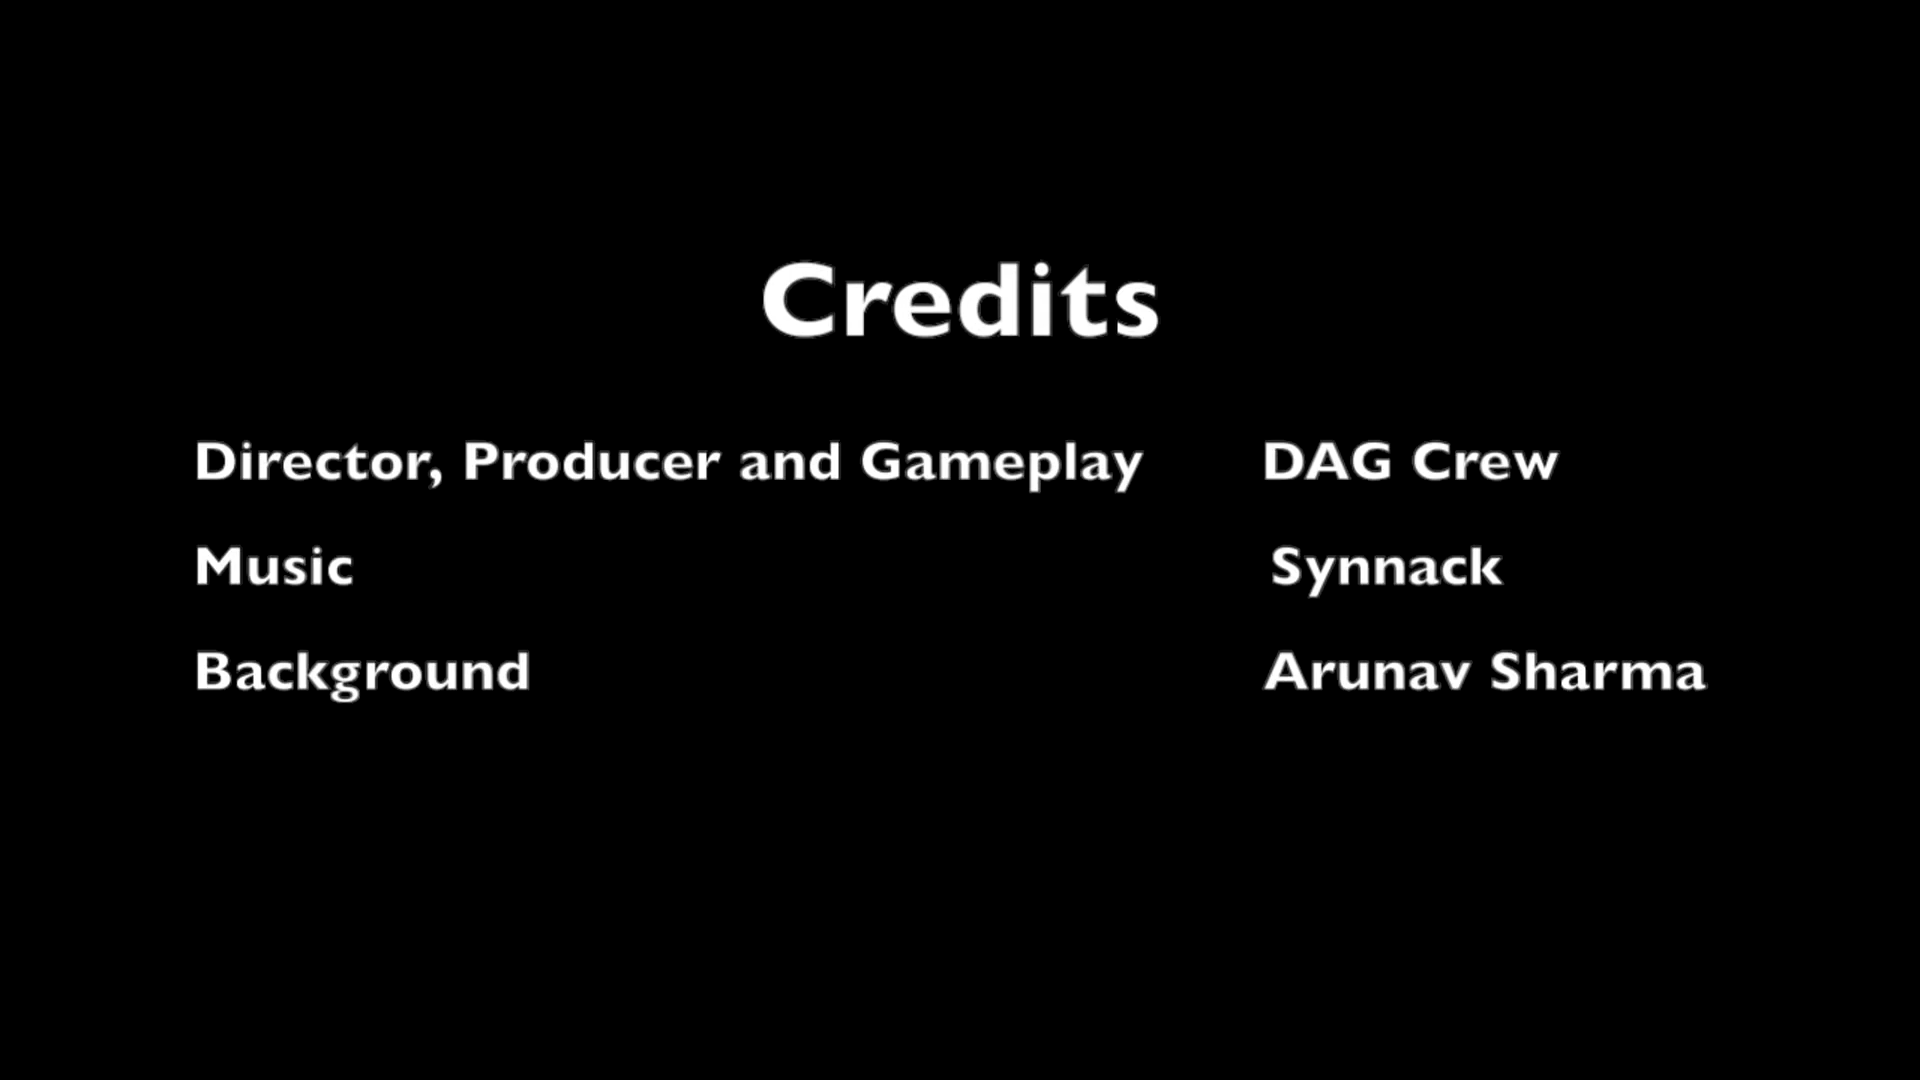 Credits
Director, Producer and Gameplay DAG Crew
Music Synnack
Background Arunav Sharma